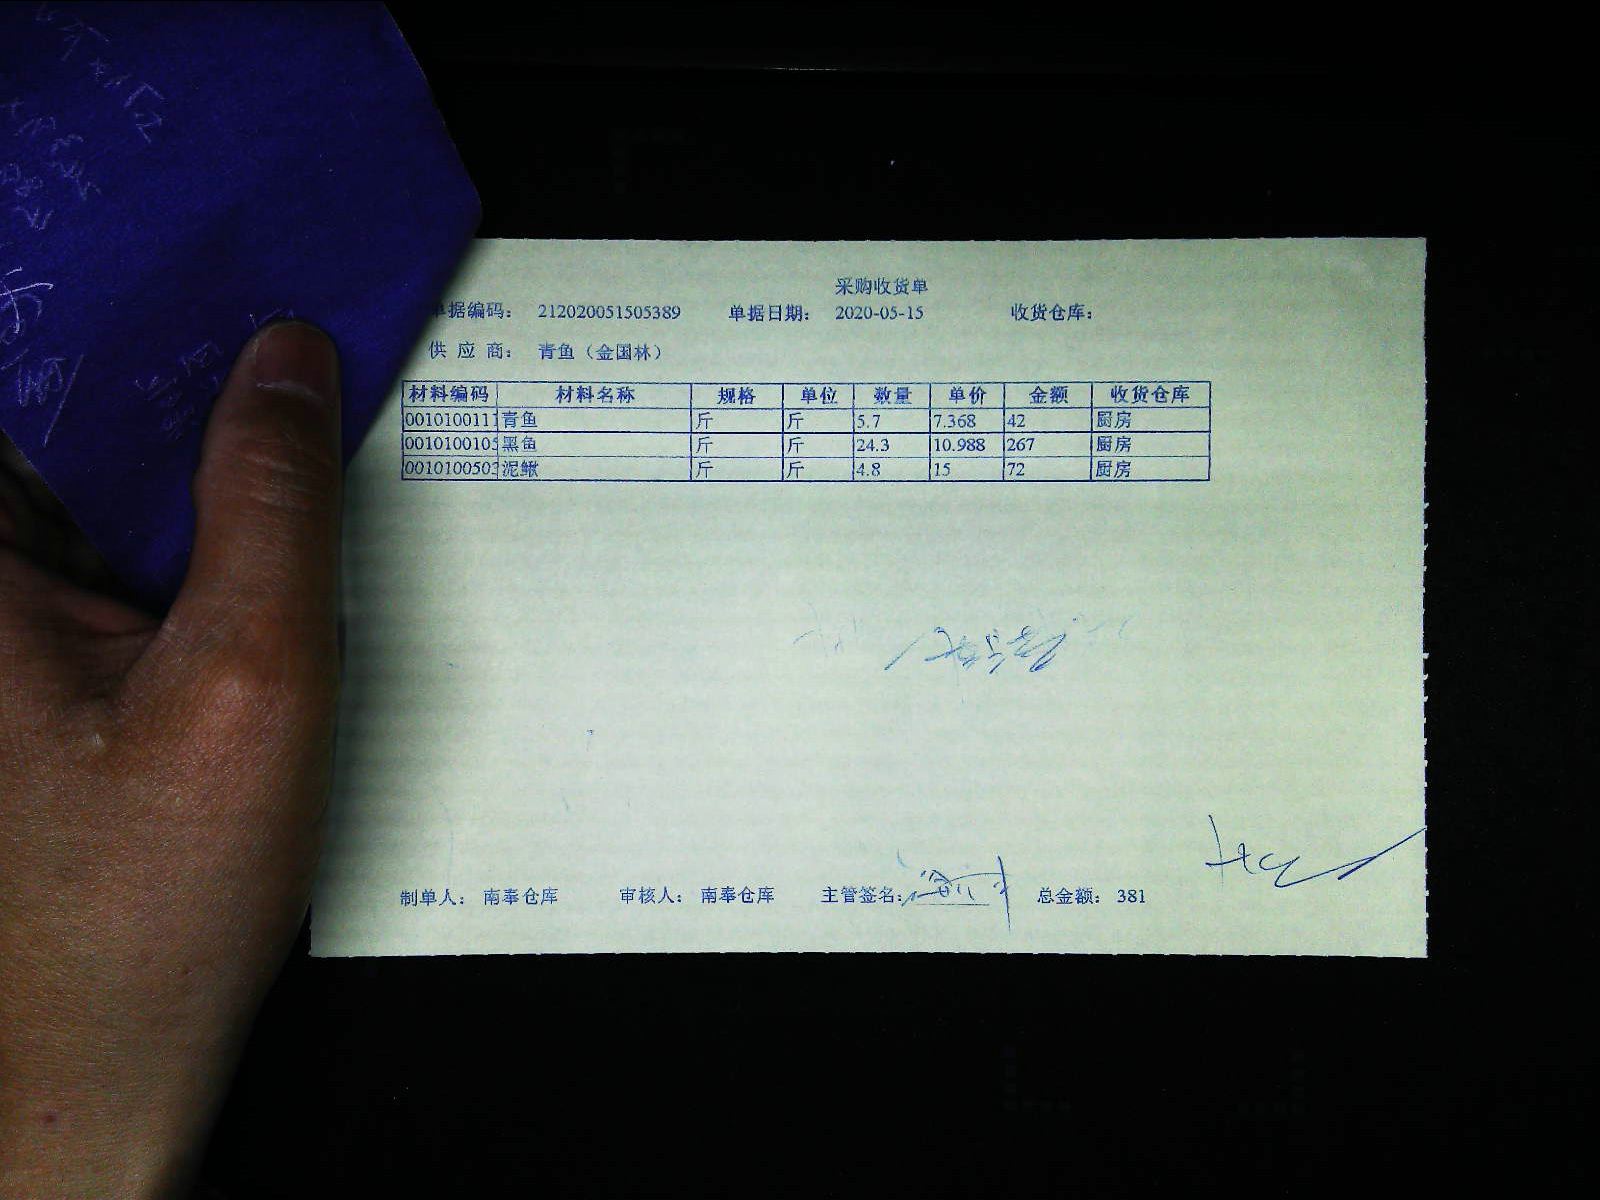 采购收货单
单据编码: 212020051505389 单据日期: 2020-05-15 收货仓库:
供 应 商: 青鱼（金国林）
材料编码 材料名称 规格 单位 数量 单价 金额 收货仓库
0010100111 青鱼 斤 斤 5.7 7.368 42 厨房
0010100105 黑鱼 斤 斤 24.3 10.988 267 厨房
0010100503 泥鳅 斤 斤 4.8 15 72 厨房
制单人: 南奉仓库 审核人: 南奉仓库 主管签名: 总金额: 381